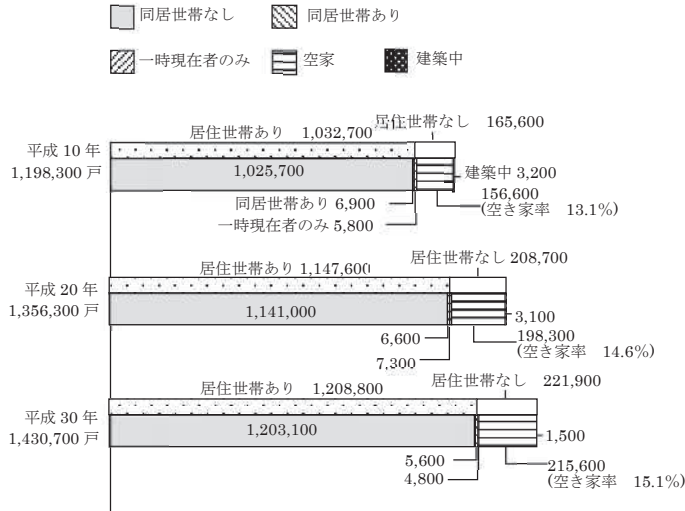 同居世帯なし 同居世帯あり
一時現在者のみ 空家 建築中
居住世帯あり 1,032,700 居住世帯なし 165,600
平成 10 年
1,198,300 戸
1,025,700
建築中 3,200
同居世帯あり 6,900
一時現在者のみ 5,800
156,600
(空き家率 13.1%)
居住世帯あり 1,147,600 居住世帯なし 208,700
平成 20 年
1,356,300 戸
1,141,000
3,100
6,600
7,300
198,300
(空き家率 14.6%)
居住世帯あり 1,208,800 居住世帯なし 221,900
平成 30 年
1,430,700 戸
1,203,100
1,500
5,600
4,800
215,600
(空き家率 15.1%)